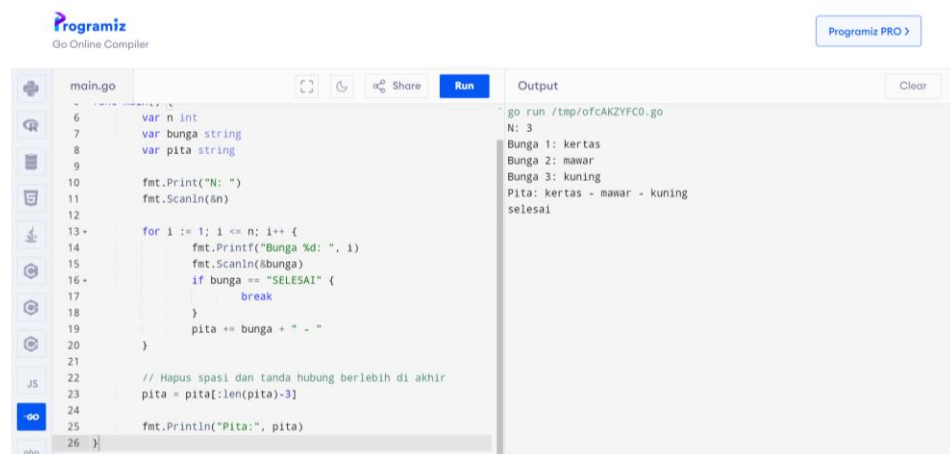 Programiz
Go Online Compiler
Programiz PRO >
main.go
Share
Run
Output
Clear
6 var n int
7 var bunga string
8 var pita string
9
10 fmt.Print("N: ")
11 fmt.Scanln(&n)
12
13 for i := 1; i <= n; i++ {
14 fmt.Printf("Bunga %d: ", i)
15 fmt.Scanln(&bunga)
16 if bunga == "SELESAI" {
17 break
18 }
19 pita += bunga + " - "
20 }
21
22 // Hapus spasi dan tanda hubung berlebih di akhir
23 pita = pita[:len(pita)-3]
24
25 fmt.Println("Pita:", pita)
26 }
JS
GO
go run /tmp/ofcAKZYFC0.go
N: 3
Bunga 1: kertas
Bunga 2: mawar
Bunga 3: kuning
Pita: kertas - mawar - kuning
selesai